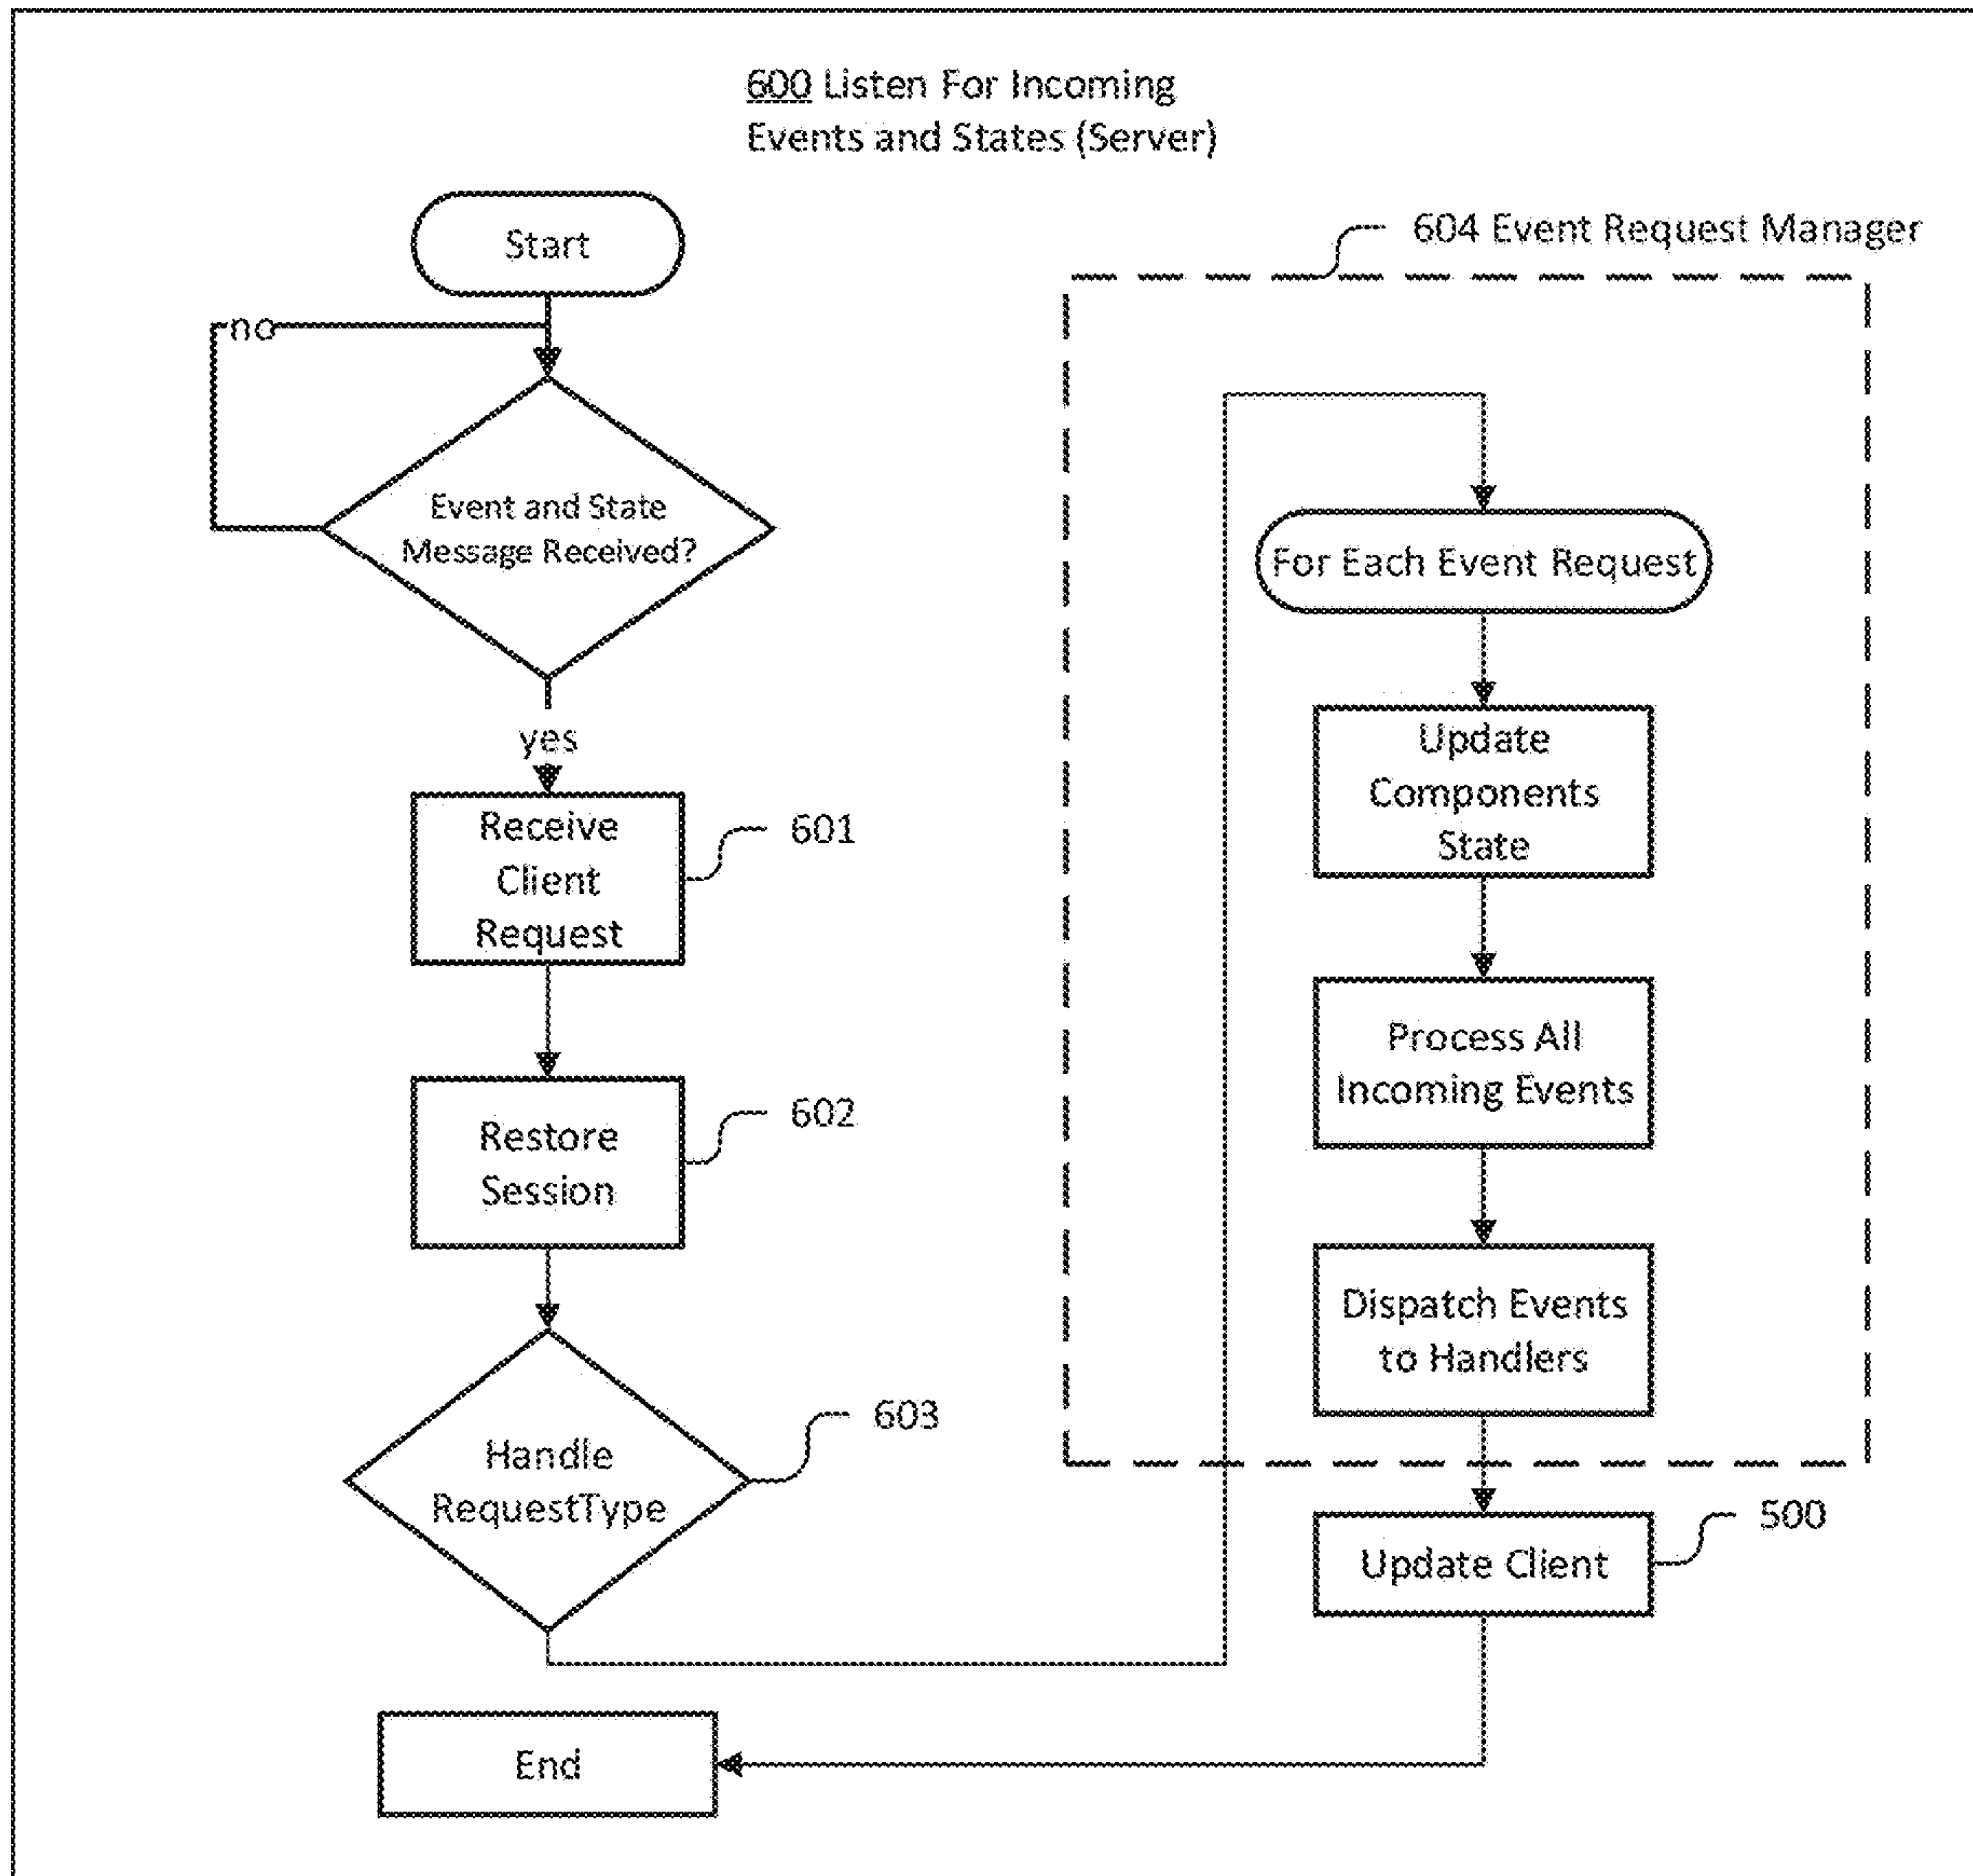 600 Listen For Incoming
Events and States (Server)
Start
no
Event and State
Message Received?
yes
Receive
Client
Request
601
Restore
Session
602
Handle
RequestType
603
End
604 Event Request Manager
For Each Event Request
Update
Components
State
Process All
Incoming Events
Dispatch Events
to Handlers
Update Client
500